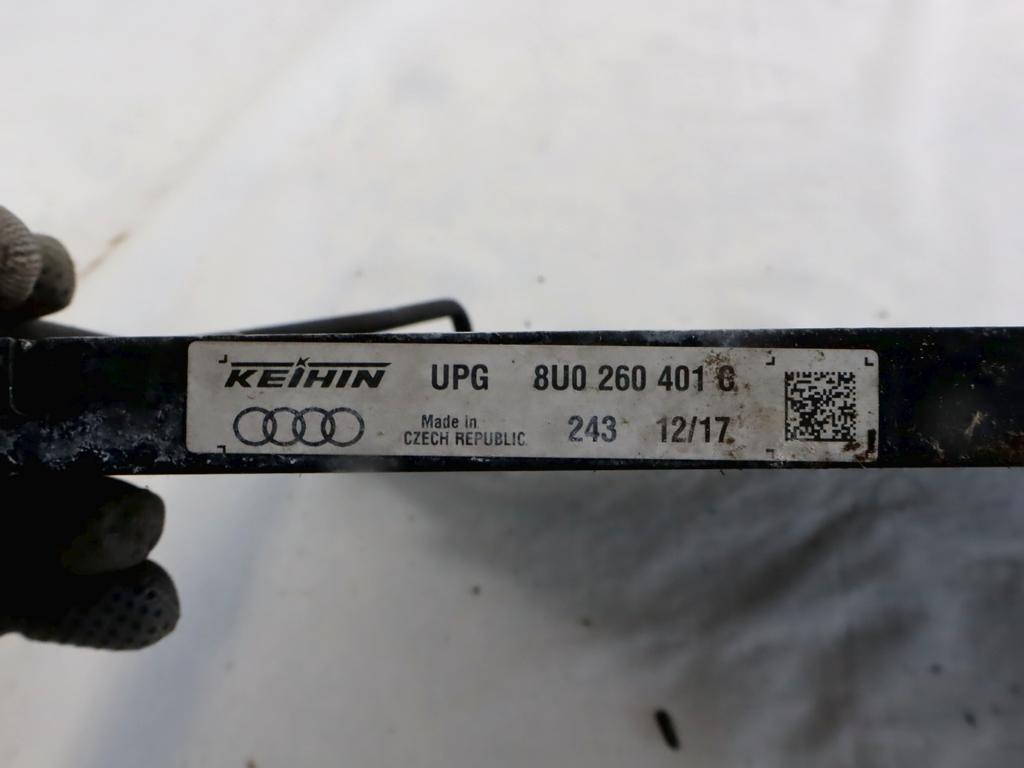 KEIHIN UPG 8U0 260 401
Made in
CZECH REPUBLIC 243 12/17